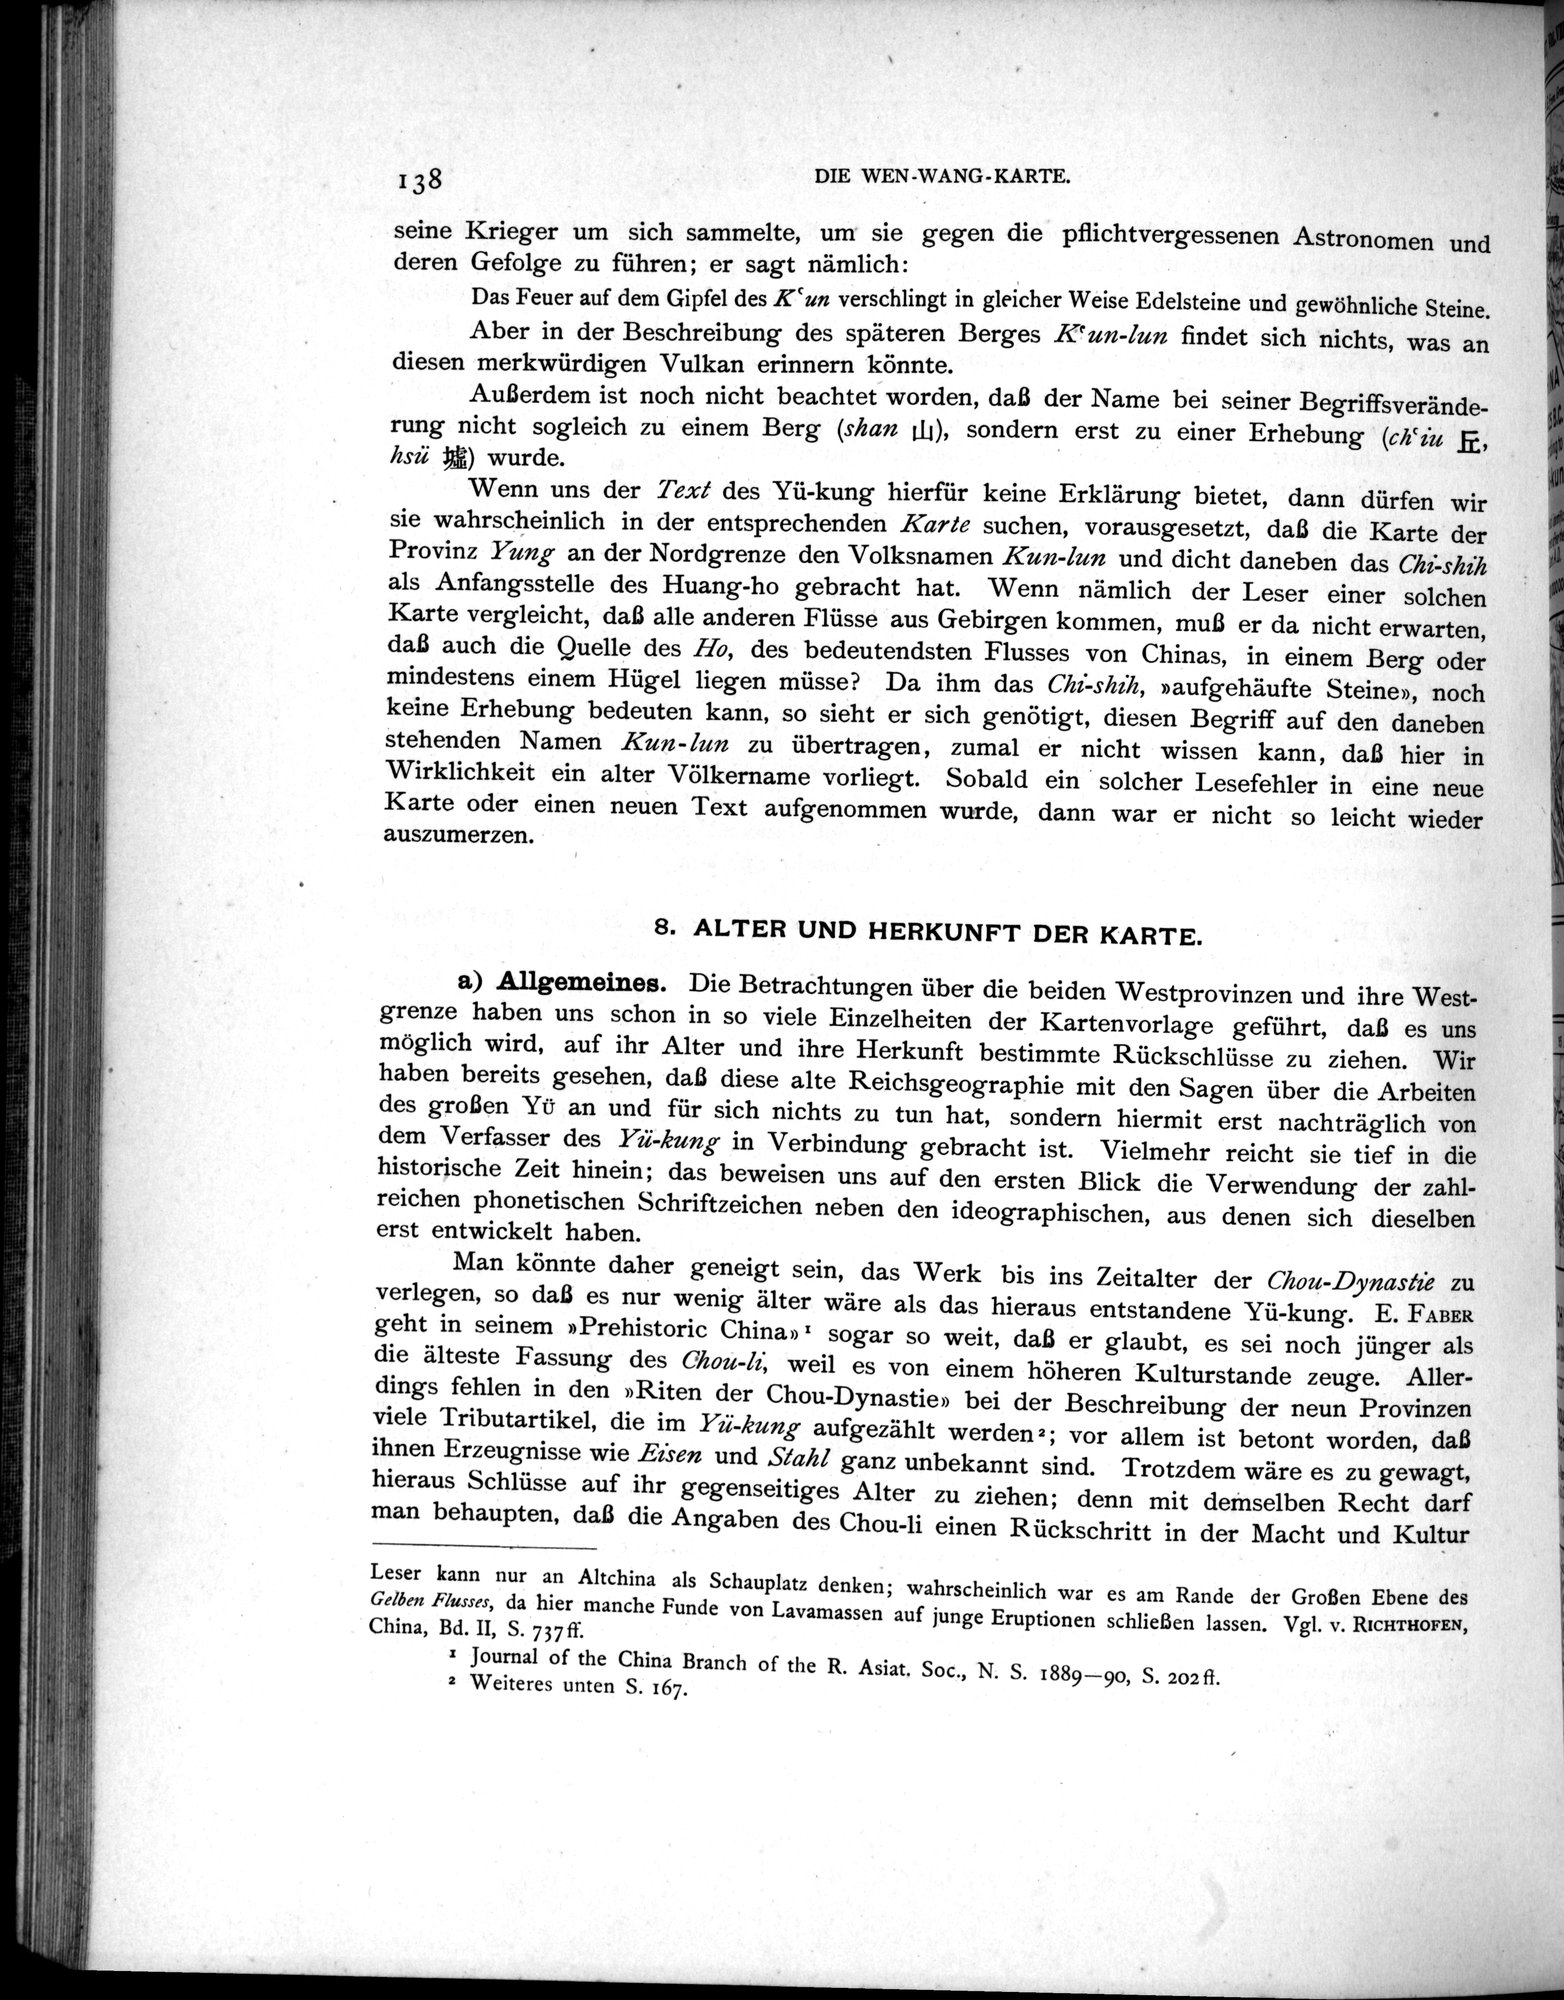 138 DIE WEN-WANG-KARTE.
seine Krieger um sich sammelte, um sie gegen die pflichtvergessenen Astronomen und
deren Gefolge zu führen; er sagt nämlich:
Das Feuer auf dem Gipfel des Kʿun verschlingt in gleicher Weise Edelsteine und gewöhnliche Steine.
Aber in der Beschreibung des späteren Berges Kʿun-lun findet sich nichts, was an
diesen merkwürdigen Vulkan erinnern könnte.
Außerdem ist noch nicht beachtet worden, daß der Name bei seiner Begriffsverände-
rung nicht sogleich zu einem Berg (shan 山), sondern erst zu einer Erhebung (chʿiu 丘,
hsü 墟) wurde.
Wenn uns der Text des Yü-kung hierfür keine Erklärung bietet, dann dürfen wir
sie wahrscheinlich in der entsprechenden Karte suchen, vorausgesetzt, daß die Karte der
Provinz Yung an der Nordgrenze den Volksnamen Kun-lun und dicht daneben das Chi-shih
als Anfangsstelle des Huang-ho gebracht hat. Wenn nämlich der Leser einer solchen
Karte vergleicht, daß alle anderen Flüsse aus Gebirgen kommen, muß er da nicht erwarten,
daß auch die Quelle des Ho, des bedeutendsten Flusses von Chinas, in einem Berg oder
mindestens einem Hügel liegen müsse? Da ihm das Chi-shih, »aufgehäufte Steine», noch
keine Erhebung bedeuten kann, so sieht er sich genötigt, diesen Begriff auf den daneben
stehenden Namen Kun-lun zu übertragen, zumal er nicht wissen kann, daß hier in
Wirklichkeit ein alter Völkername vorliegt. Sobald ein solcher Lesefehler in eine neue
Karte oder einen neuen Text aufgenommen wurde, dann war er nicht so leicht wieder
auszumerzen.
8. ALTER UND HERKUNFT DER KARTE.
a) Allgemeines. Die Betrachtungen über die beiden Westprovinzen und ihre West-
grenze haben uns schon in so viele Einzelheiten der Kartenvorlage geführt, daß es uns
möglich wird, auf ihr Alter und ihre Herkunft bestimmte Rückschlüsse zu ziehen. Wir
haben bereits gesehen, daß diese alte Reichsgeographie mit den Sagen über die Arbeiten
des großen Yü an und für sich nichts zu tun hat, sondern hiermit erst nachträglich von
dem Verfasser des Yü-kung in Verbindung gebracht ist. Vielmehr reicht sie tief in die
historische Zeit hinein; das beweisen uns auf den ersten Blick die Verwendung der zahl-
reichen phonetischen Schriftzeichen neben den ideographischen, aus denen sich dieselben
erst entwickelt haben.
Man könnte daher geneigt sein, das Werk bis ins Zeitalter der Chou-Dynastie zu
verlegen, so daß es nur wenig älter wäre als das hieraus entstandene Yü-kung. E. FABER
geht in seinem »Prehistoric China»¹ sogar so weit, daß er glaubt, es sei noch jünger als
die älteste Fassung des Chou-li, weil es von einem höheren Kulturstande zeuge. Aller-
dings fehlen in den »Riten der Chou-Dynastie» bei der Beschreibung der neun Provinzen
viele Tributartikel, die im Yü-kung aufgezählt werden²; vor allem ist betont worden, daß
ihnen Erzeugnisse wie Eisen und Stahl ganz unbekannt sind. Trotzdem wäre es zu gewagt,
hieraus Schlüsse auf ihr gegenseitiges Alter zu ziehen; denn mit demselben Recht darf
man behaupten, daß die Angaben des Chou-li einen Rückschritt in der Macht und Kultur
Leser kann nur an Altchina als Schauplatz denken; wahrscheinlich war es am Rande der Großen Ebene des
Gelben Flusses, da hier manche Funde von Lavamassen auf junge Eruptionen schließen lassen. Vgl. v. RICHTHOFEN,
China, Bd. II, S. 737 ff.
¹ Journal of the China Branch of the R. Asiat. Soc., N. S. 1889—90, S. 202 ff.
² Weiteres unten S. 167.